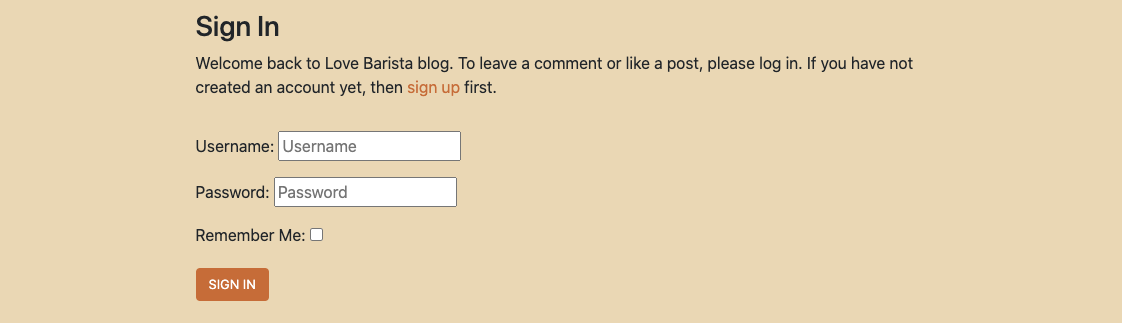 Sign In
Welcome back to Love Barista blog. To leave a comment or like a post, please log in. If you have not
created an account yet, then sign up first.
Username: Username
Password: Password
Remember Me:
SIGN IN